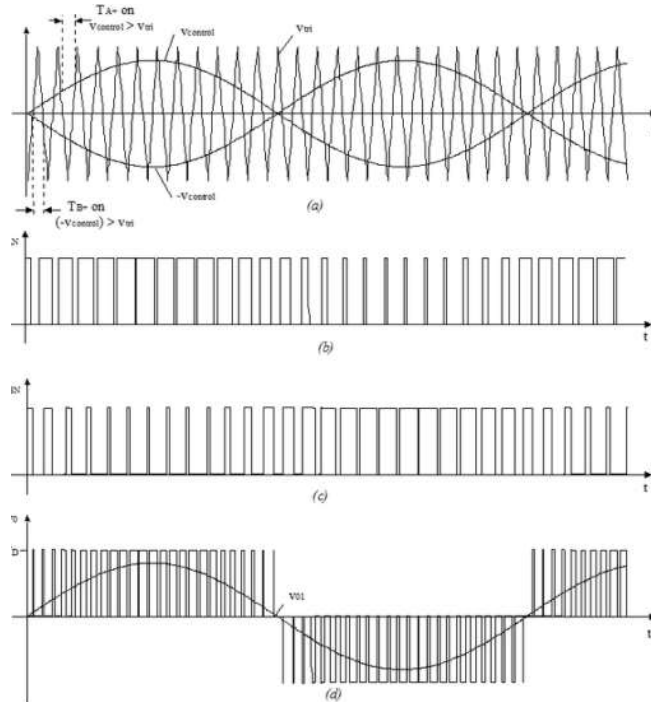 TA+ on
Vcontrol > Vtri
Vcontrol
Vtri
-Vcontrol
TB+ on
(-Vcontrol) > Vtri
(a)
N
t
(b)
N
t
(c)
D
V01
t
(d)